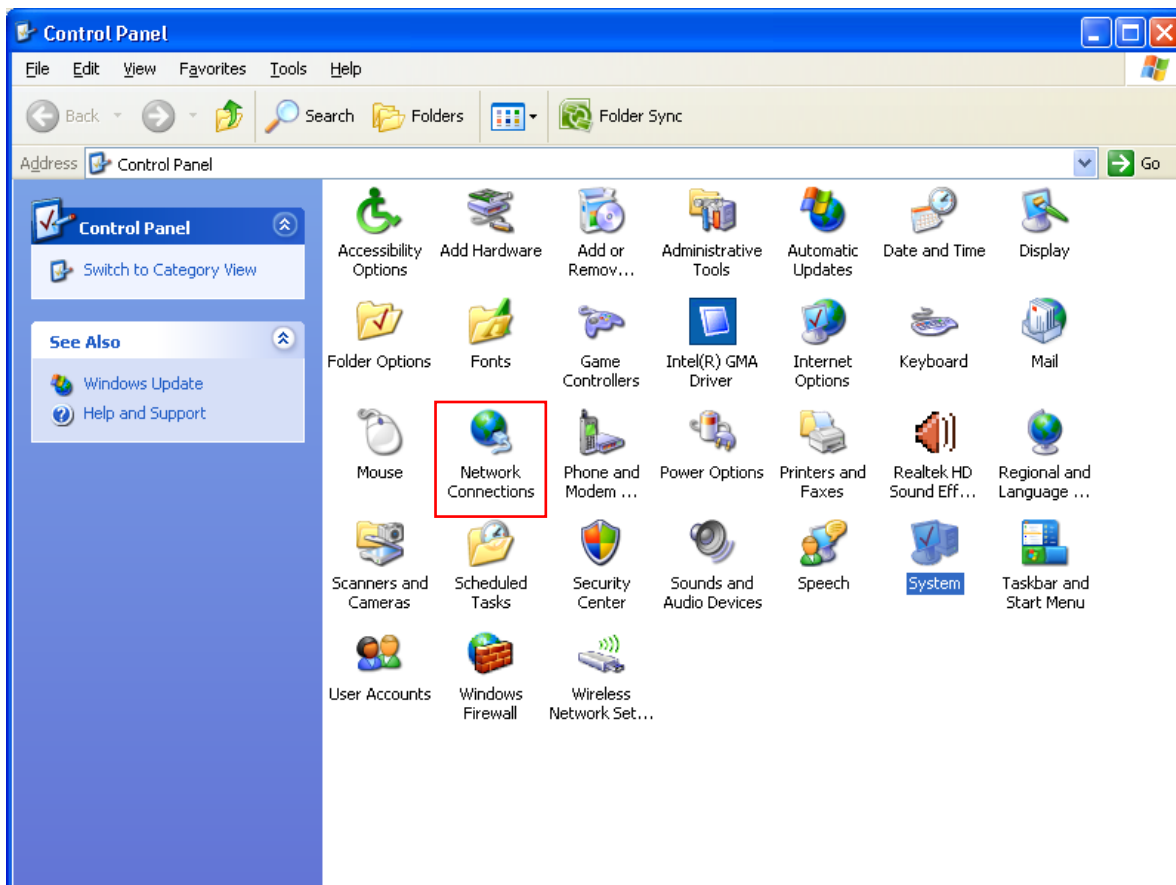 Control Panel
File Edit View Favorites Tools Help
Back Search Folders Folder Sync
Address Control Panel Go
Control Panel
Switch to Category View
See Also
Windows Update
Help and Support
Accessibility Options
Add Hardware
Add or Remov...
Administrative Tools
Automatic Updates
Date and Time
Display
Folder Options
Fonts
Game Controllers
Intel(R) GMA Driver
Internet Options
Keyboard
Mail
Mouse
Network Connections
Phone and Modem ...
Power Options
Printers and Faxes
Realtek HD Sound Eff...
Regional and Language ...
Scanners and Cameras
Scheduled Tasks
Security Center
Sounds and Audio Devices
Speech
System
Taskbar and Start Menu
User Accounts
Windows Firewall
Wireless Network Set...